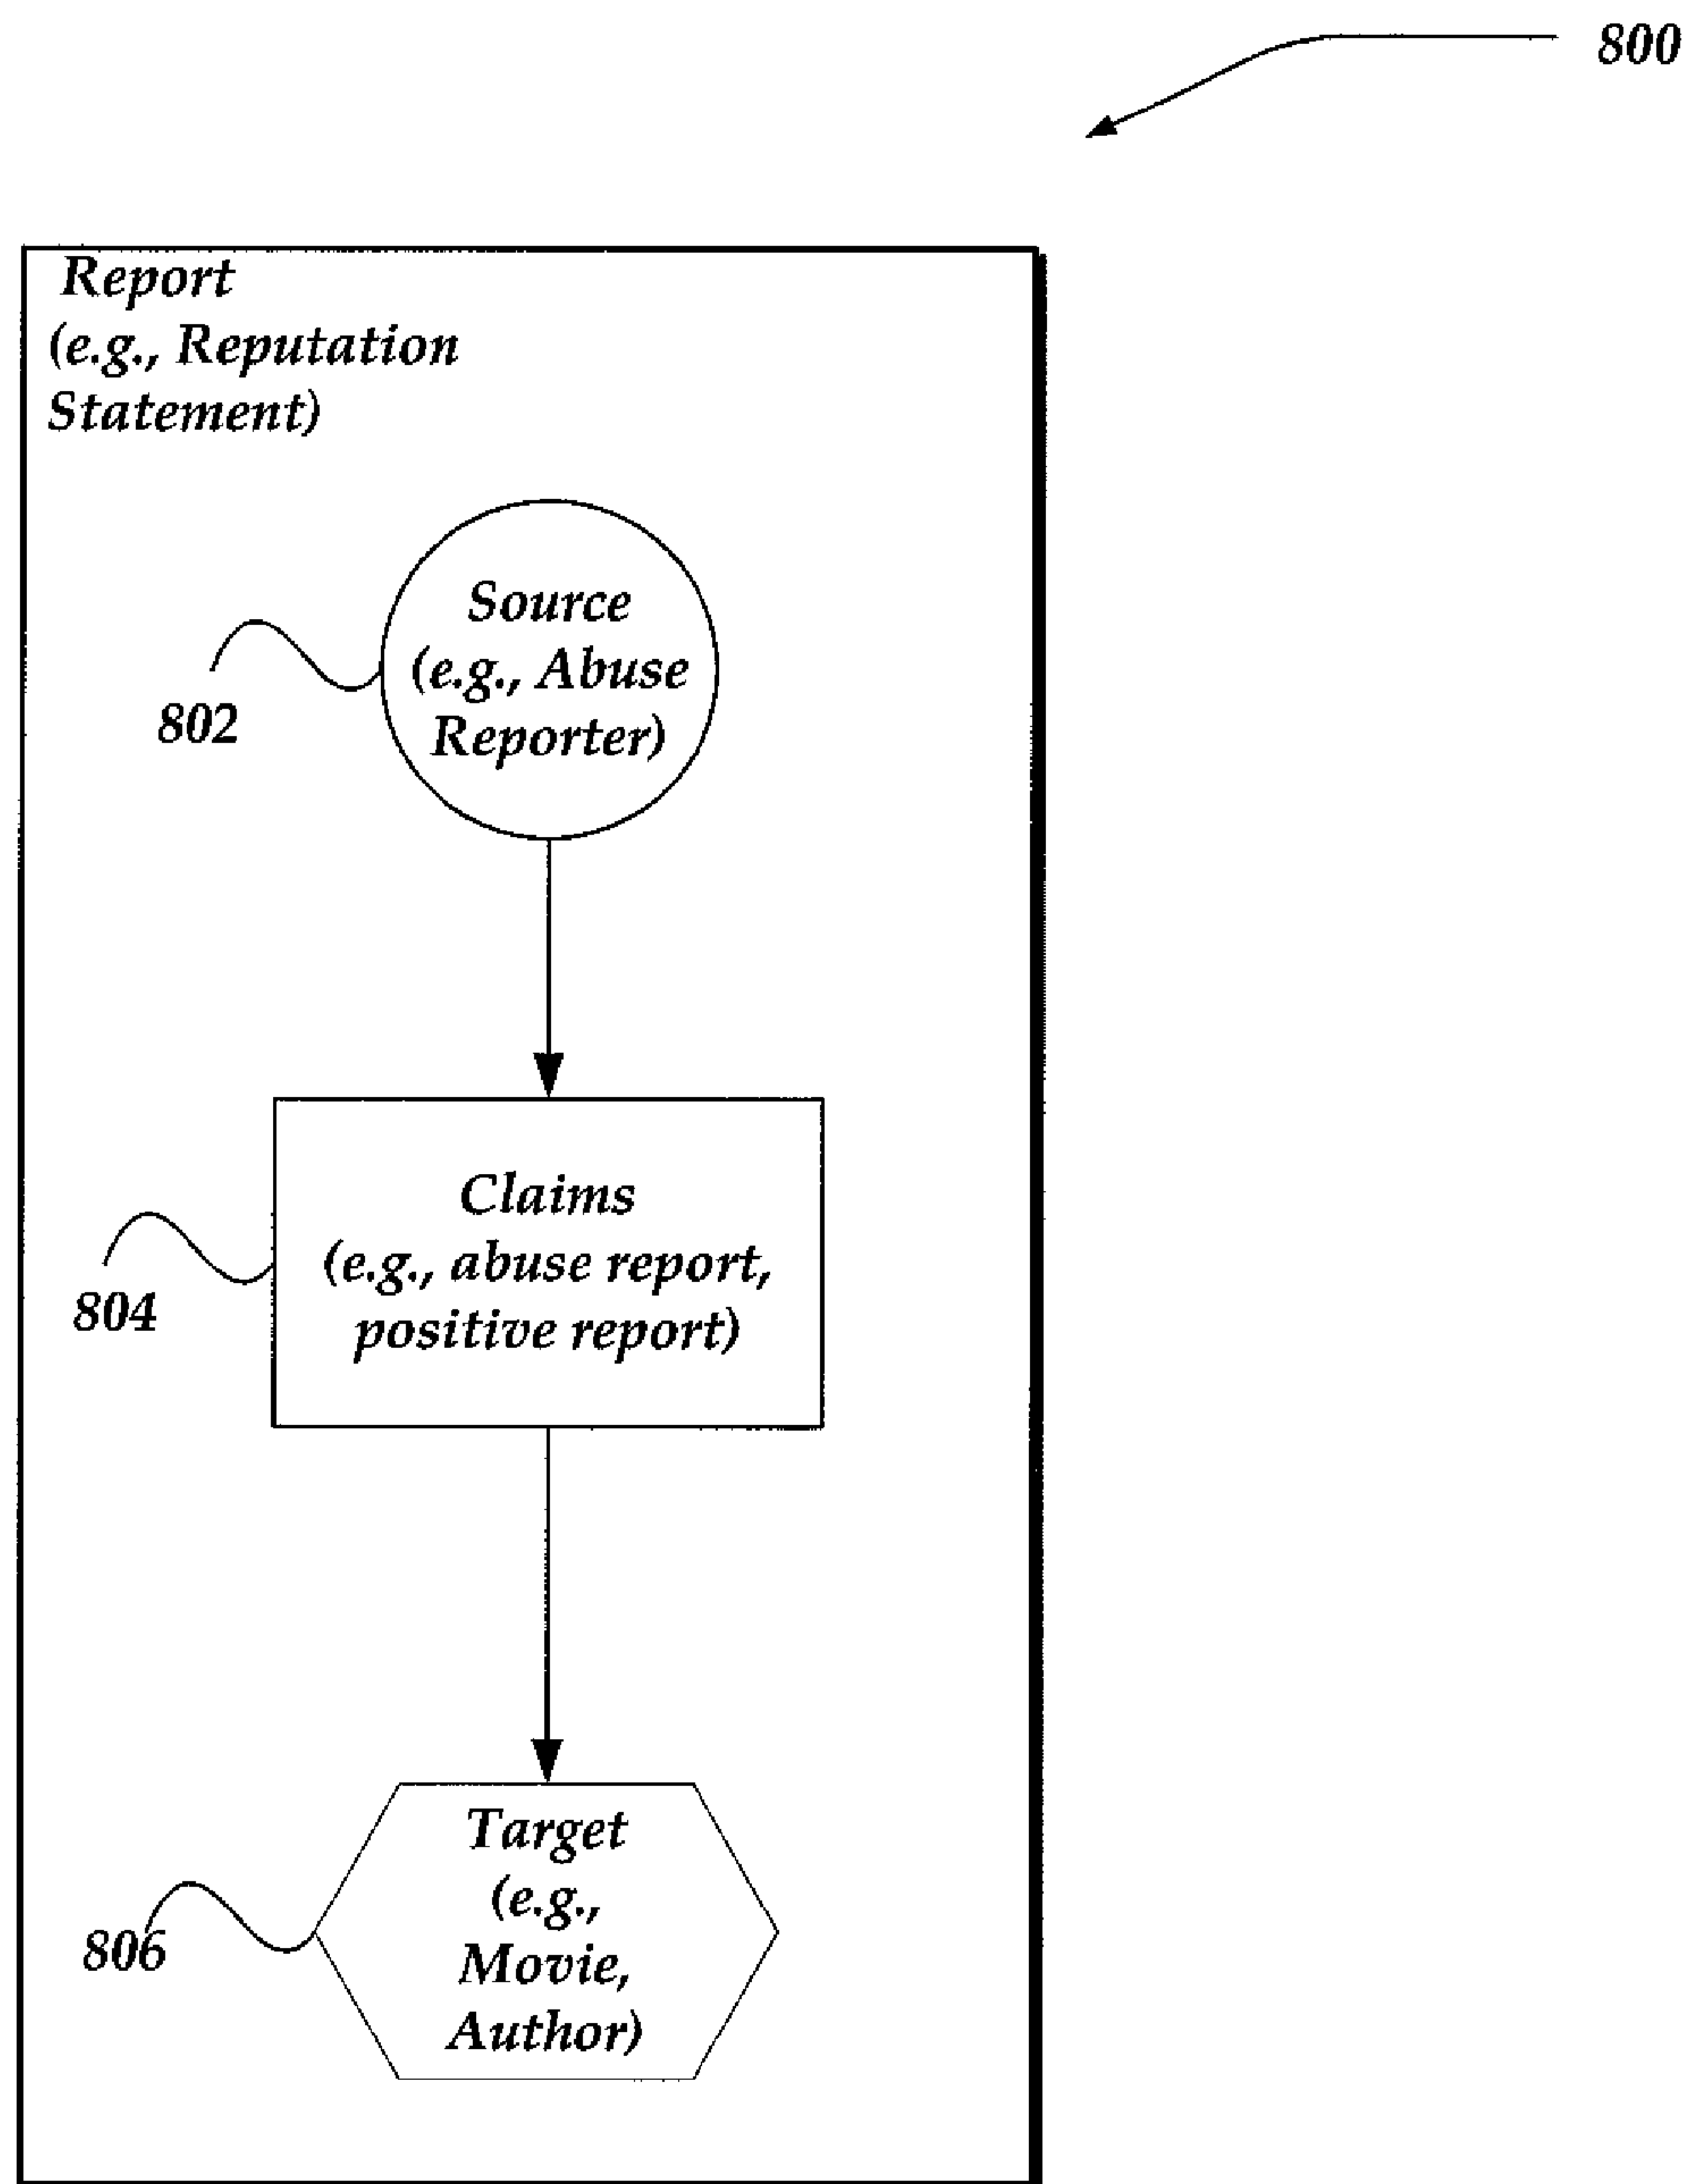 800
Report
(e.g., Reputation
Statement)
Source
(e.g., Abuse
Reporter)
802
Claims
(e.g., abuse report,
positive report)
804
Target
(e.g.,
Movie,
Author)
806